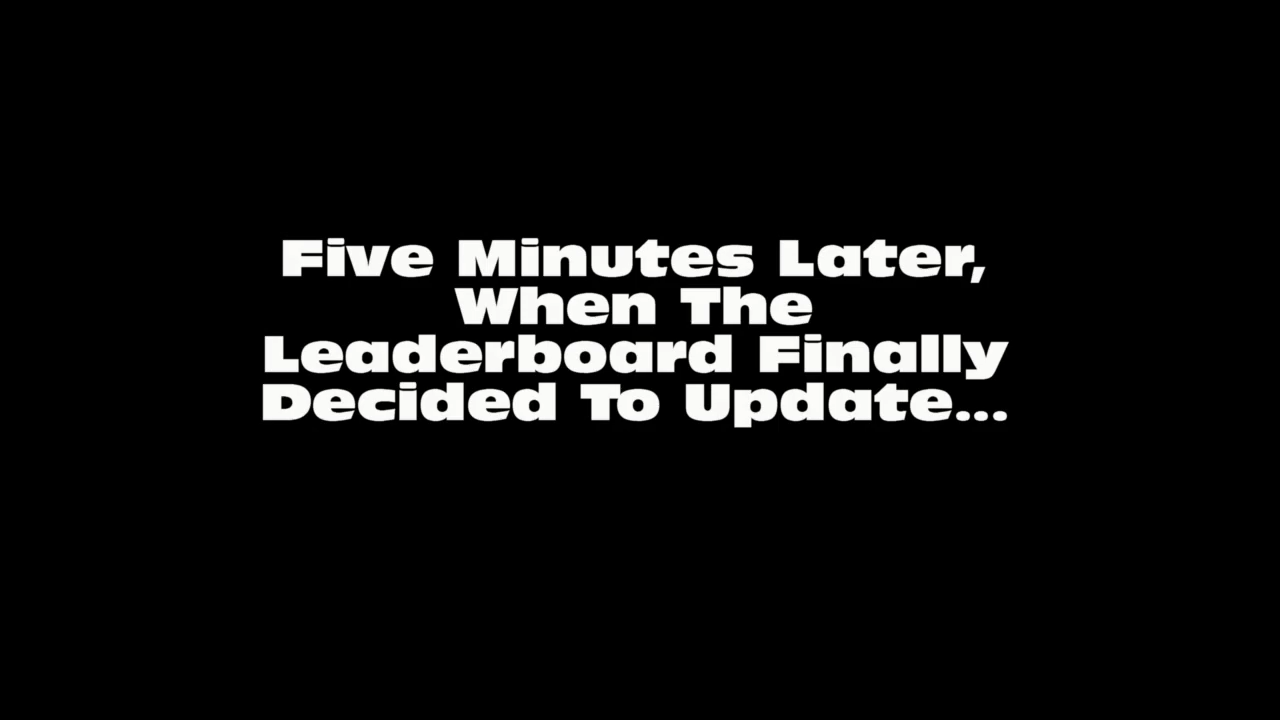 Five Minutes Later,
When The
Leaderboard Finally
Decided To Update...